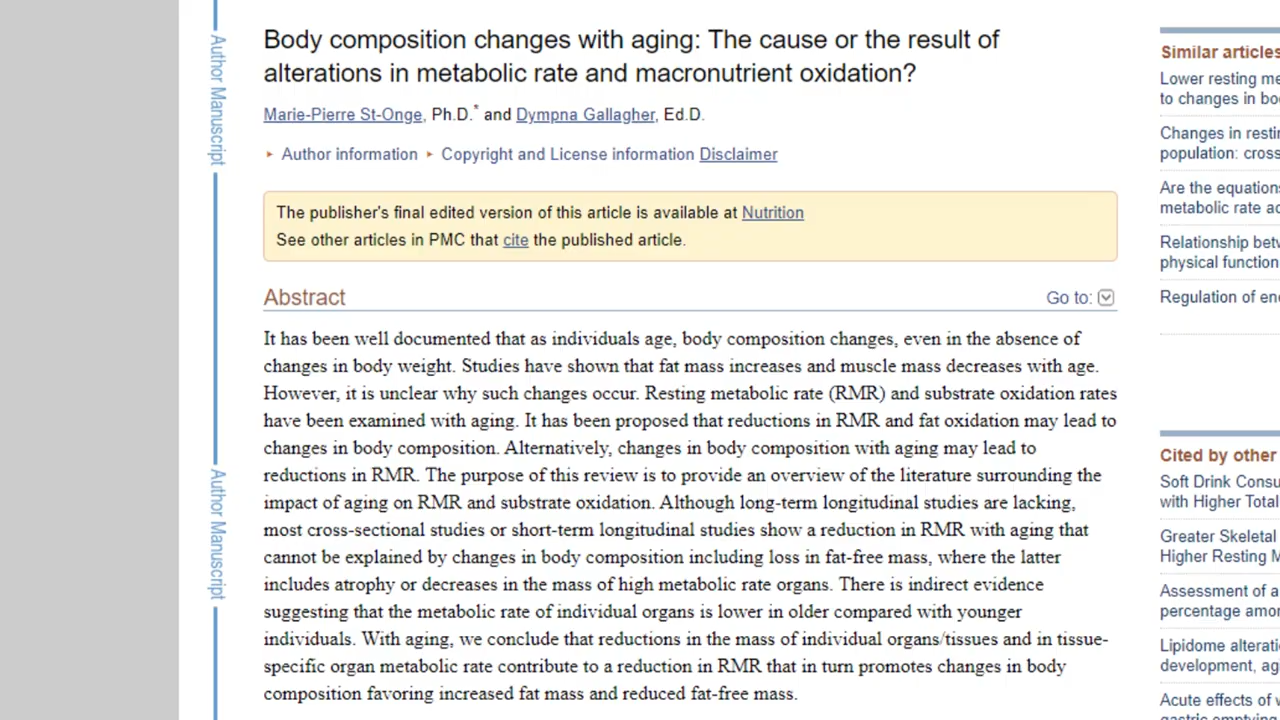 Body composition changes with aging: The cause or the result of
alterations in metabolic rate and macronutrient oxidation?
Marie-Pierre St-Onge, Ph.D.* and Dympna Gallagher, Ed.D.
▸ Author information ▸ Copyright and License information Disclaimer
The publisher's final edited version of this article is available at Nutrition
See other articles in PMC that cite the published article.
Abstract
Go to:
It has been well documented that as individuals age, body composition changes, even in the absence of
changes in body weight. Studies have shown that fat mass increases and muscle mass decreases with age.
However, it is unclear why such changes occur. Resting metabolic rate (RMR) and substrate oxidation rates
have been examined with aging. It has been proposed that reductions in RMR and fat oxidation may lead to
changes in body composition. Alternatively, changes in body composition with aging may lead to
reductions in RMR. The purpose of this review is to provide an overview of the literature surrounding the
impact of aging on RMR and substrate oxidation. Although long-term longitudinal studies are lacking,
most cross-sectional studies or short-term longitudinal studies show a reduction in RMR with aging that
cannot be explained by changes in body composition including loss in fat-free mass, where the latter
includes atrophy or decreases in the mass of high metabolic rate organs. There is indirect evidence
suggesting that the metabolic rate of individual organs is lower in older compared with younger
individuals. With aging, we conclude that reductions in the mass of individual organs/tissues and in tissue-
specific organ metabolic rate contribute to a reduction in RMR that in turn promotes changes in body
composition favoring increased fat mass and reduced fat-free mass.
Author Manuscript
Author Manuscript
Similar articles
Lower resting me
to changes in bo
Changes in resti
population: cross
Are the equation
metabolic rate a
Relationship bet
physical function
Regulation of en
Cited by other
Soft Drink Consu
with Higher Total
Greater Skeletal
Higher Resting M
Assessment of a
percentage amo
Lipidome alterati
development, ag
Acute effects of
gastric emptying